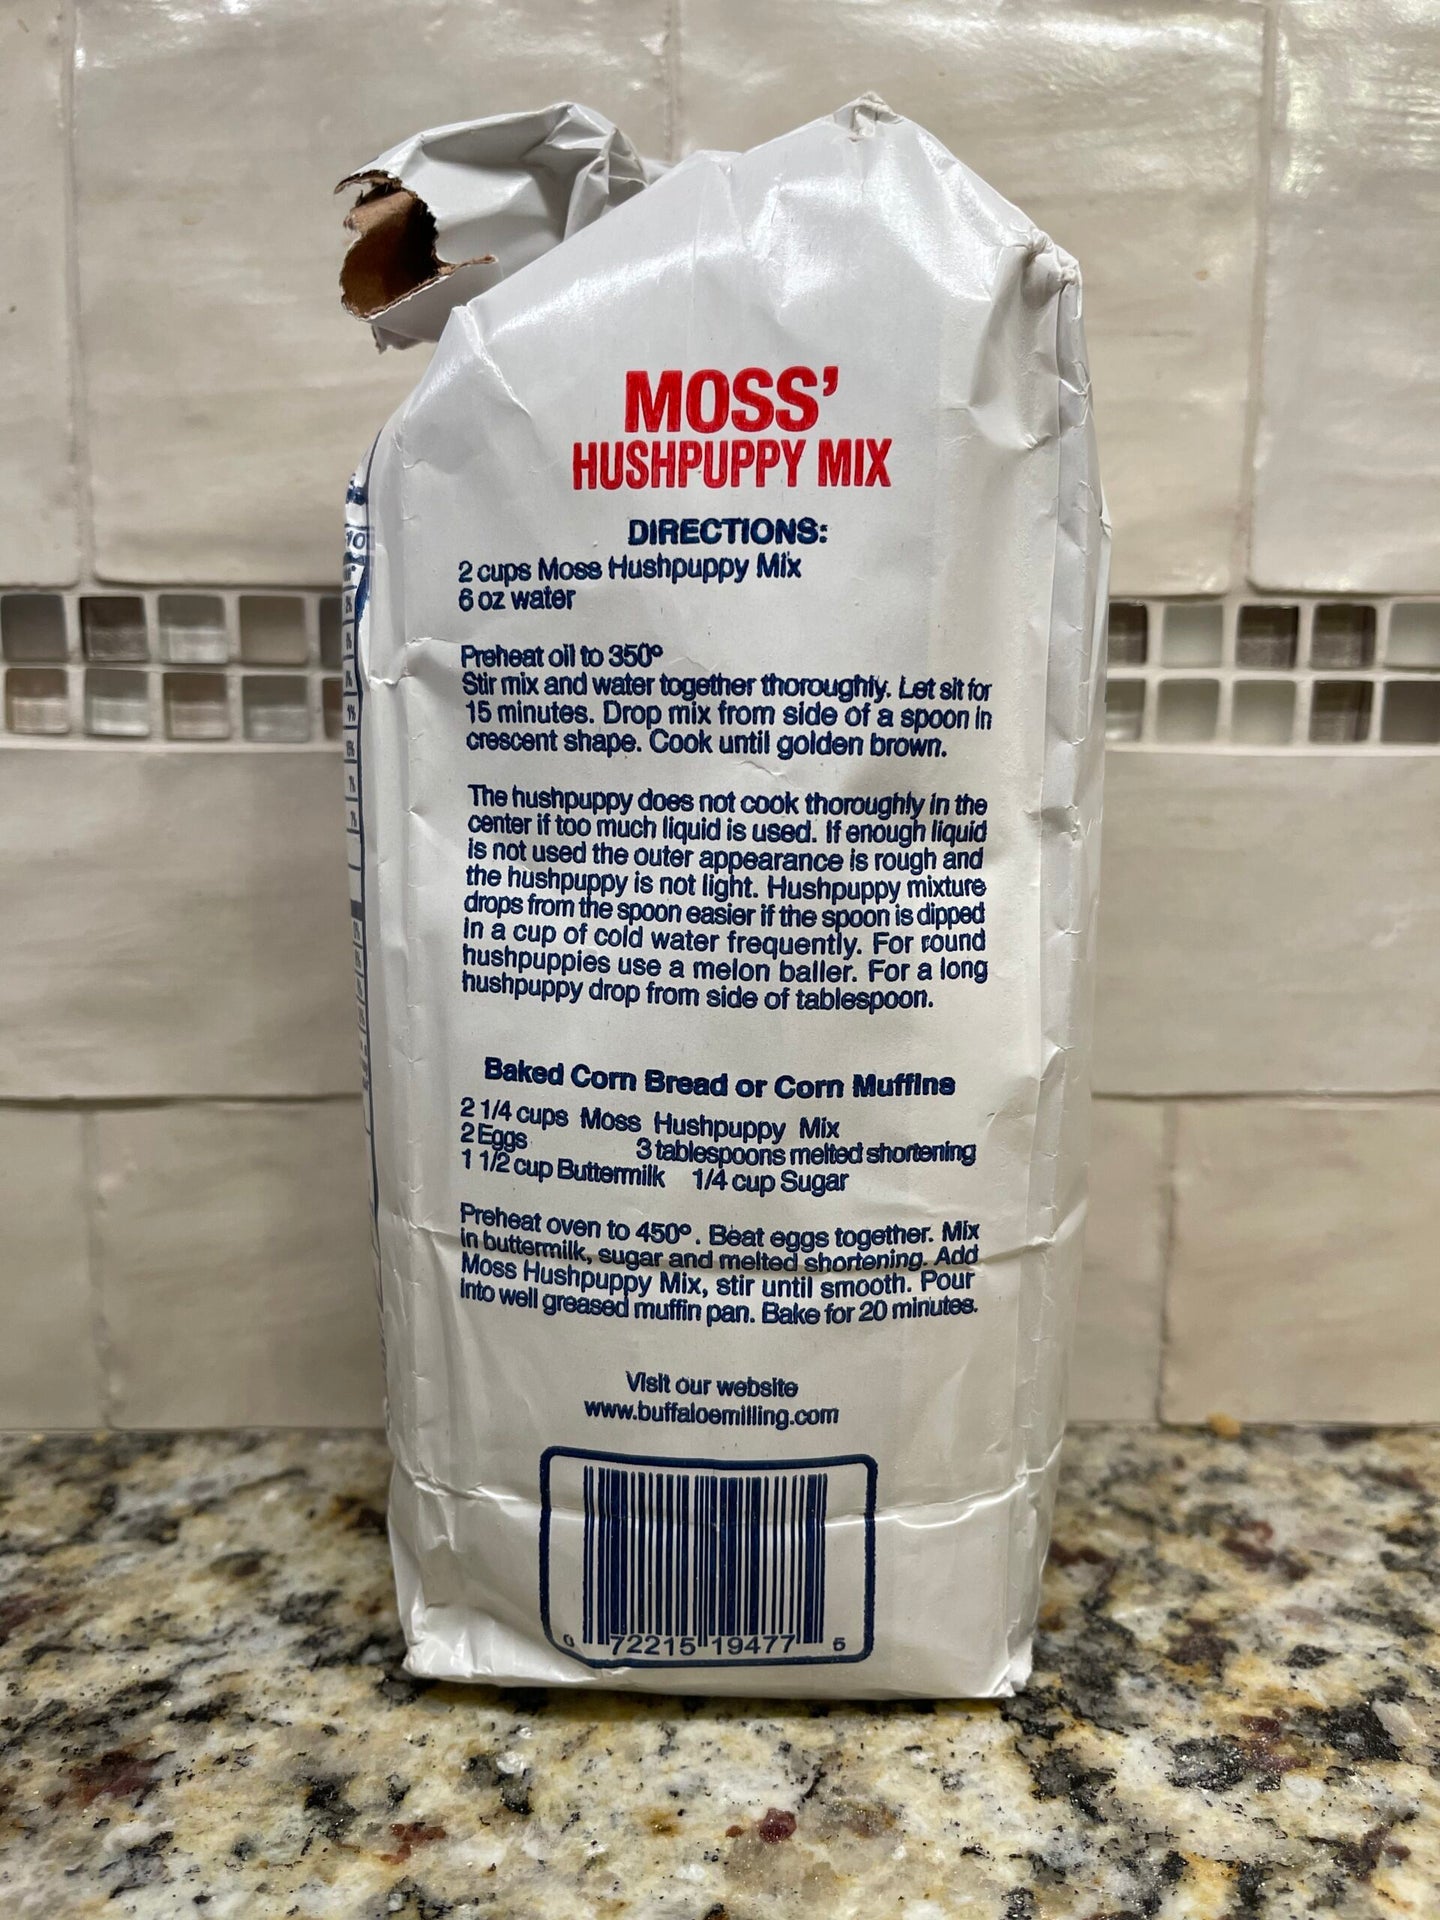 MOSS'
HUSHPUPPY MIX
DIRECTIONS:
2 cups Moss Hushpuppy Mix
6 oz water
Preheat oil to 350º
Stir mix and water together thoroughly. Let sit for
15 minutes. Drop mix from side of a spoon in
crescent shape. Cook until golden brown.
The hushpuppy does not cook thoroughly in the
center if too much liquid is used. If enough liquid
is not used the outer appearance is rough and
the hushpuppy is not light. Hushpuppy mixture
drops from the spoon easier if the spoon is dipped
in a cup of cold water frequently. For round
hushpuppies use a melon baller. For a long
hushpuppy drop from side of tablespoon.
Baked Corn Bread or Corn Muffins
2 1/4 cups Moss Hushpuppy Mix
2 Eggs 3 tablespoons melted shortening
1 1/2 cup Buttermilk 1/4 cup Sugar
Preheat oven to 450º. Beat eggs together. Mix
in buttermilk, sugar and melted shortening. Add
Moss Hushpuppy Mix, stir until smooth. Pour
into well greased muffin pan. Bake for 20 minutes.
Visit our website
www.buffaloemilling.com
0 72215 19477 5